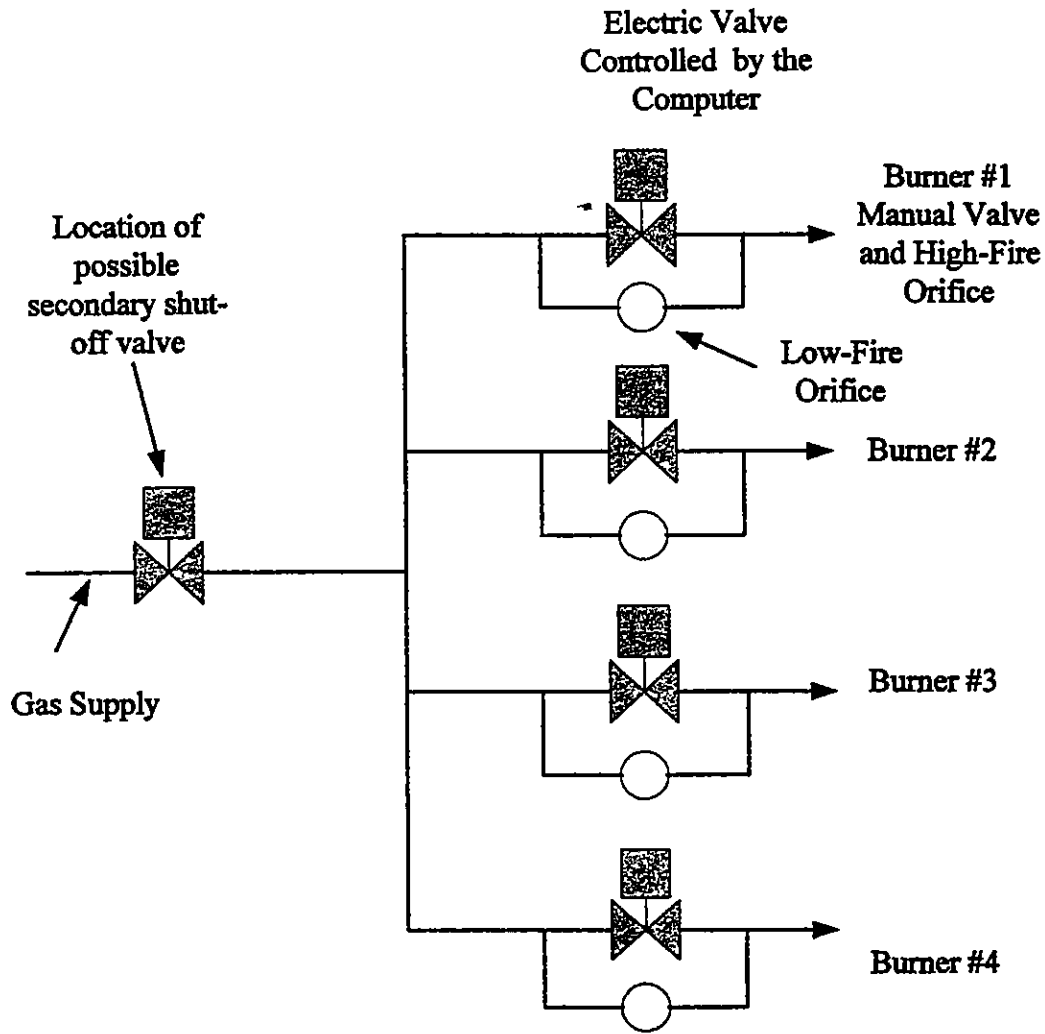 Electric Valve
Controlled by the
Computer
Burner #1
Manual Valve
and High-Fire
Orifice
Location of
possible
secondary shut-
off valve
Low-Fire
Orifice
Burner #2
Gas Supply
Burner #3
Burner #4